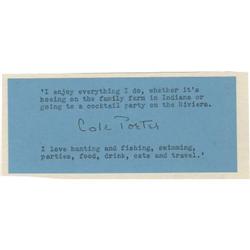 'I enjoy everything I do, whether it's
hoeing on the family farm in Indiana or
going to a cocktail party on the Riviera.
Cole Porter
I love hunting and fishing, swimming,
parties, food, drink, cats and travel.'